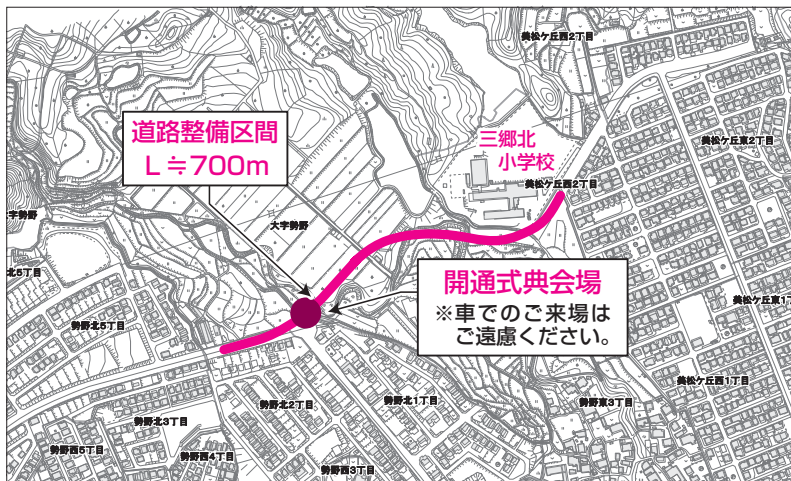 美松ケ丘西2丁目
道路整備区間
L≒700m
三郷北
小学校
美松ケ丘東2丁目
美松ケ丘西2丁目
字勢野
大字勢野
北5丁目
開通式典会場
※車でのご来場は
ご遠慮ください。
美松ケ丘東1丁
勢野北5丁目
美松ケ丘西1丁目
勢野北2丁目
勢野北1丁目
勢野東3丁目
勢野北3丁目
勢野西5丁目
勢野西4丁目
勢野西3丁目